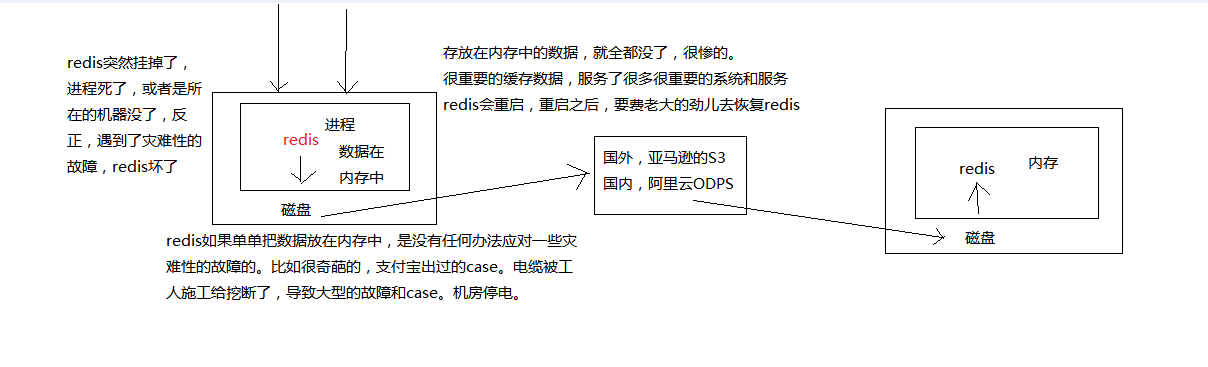 redis突然挂掉了，
进程死了，或者是所
在的机器没了，反
正，遇到了灾难性的
故障，redis坏了
进程
redis
数据在
内存中
磁盘
存放在内存中的数据，就全都没了，很惨的。
很重要的缓存数据，服务了很多很重要的系统和服务
redis会重启，重启之后，要费老大的劲儿去恢复redis
国外，亚马逊的S3
国内，阿里云ODPS
redis
内存
磁盘
redis如果单单把数据放在内存中，是没有任何办法应对一些灾
难性的故障的。比如很奇葩的，支付宝出过的case。电缆被工
人施工给挖断了，导致大型的故障和case。机房停电。